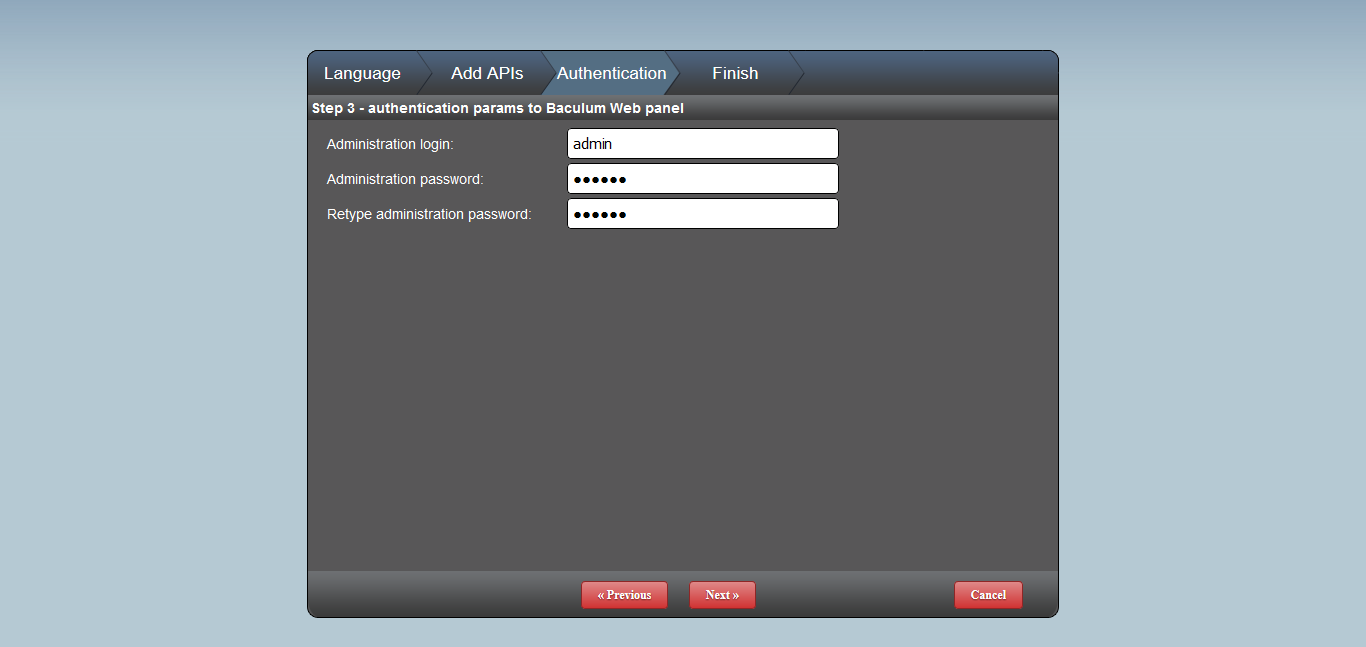 Language Add APIs Authentication Finish
Step 3 - authentication params to Baculum Web panel
Administration login: admin
Administration password: ●●●●●●
Retype administration password: ●●●●●●
« Previous Next » Cancel